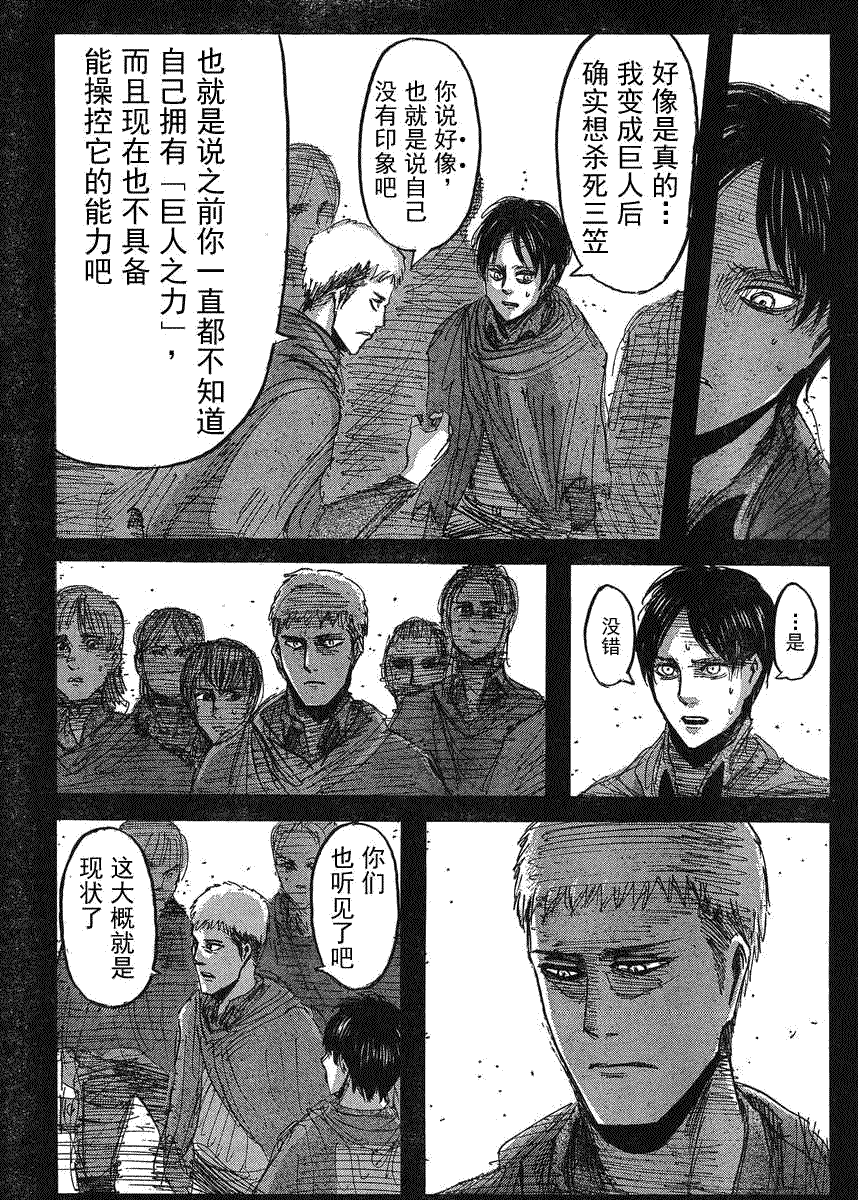 好像是真的…
我变成巨人后
确实想杀死三笠
你说好像，
也就是说自己
没有印象吧
也就是说之前你一直都不知道
自己拥有「巨人之力」，
而且现在也不具备
能操控它的能力吧
…是
没错
你们
也听见了吧
这大概就是
现状了